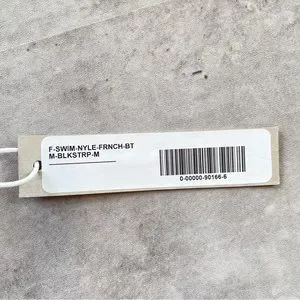 F-SWIM-NYLE-FRNCH-BT
M-BLKSTRP-M
0-00000-90166-6